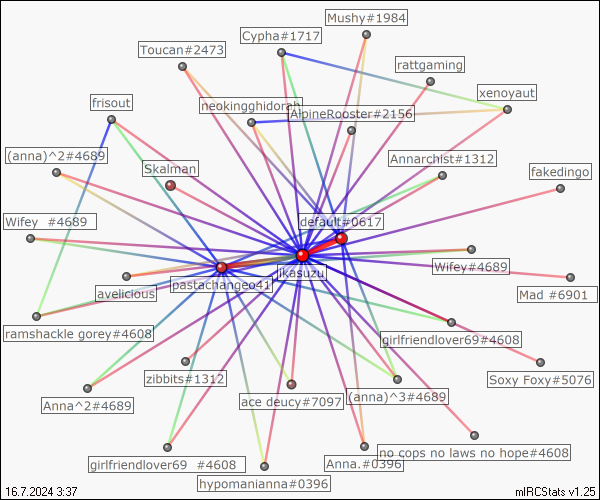 Mushy#1984
Cypha#1717
Toucan#2473
rattgaming
xenoyaut
frisout
neokingghidorah
AlpineRooster#2156
(anna)^2#4689
Skalman
Annarchist#1312
fakedingo
default#0617
Wifey   #4689
Wifey#4689
jkasuzu
avelicious
pastachangeo41
Mad #6901
ramshackle gorey#4608
girlfriendlover69#4608
zibbits#1312
Soxy Foxy#5076
Anna^2#4689
ace deucy#7097
(anna)^3#4689
no cops no laws no hope#4608
girlfriendlover69   #4608
Anna.#0396
hypomanianna#0396
16.7.2024 3:37
mIRCStats v1.25